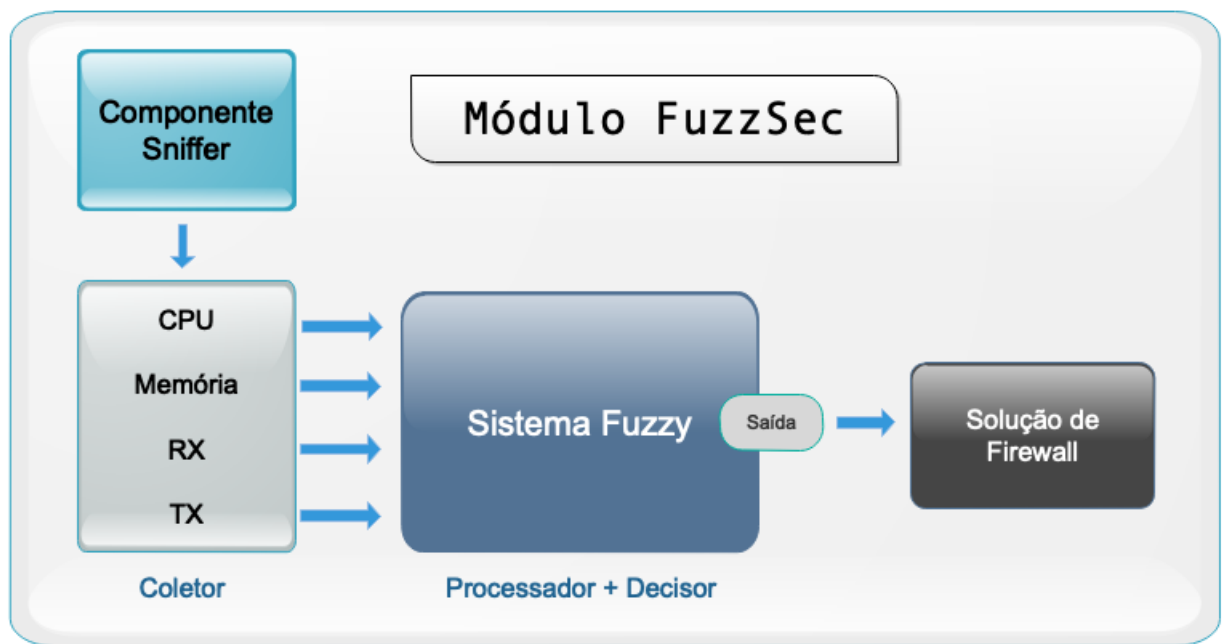 Componente
Sniffer
Módulo FuzzSec
CPU
Memória
RX
TX
Sistema Fuzzy
Saída
Solução de
Firewall
Coletor
Processador + Decisor